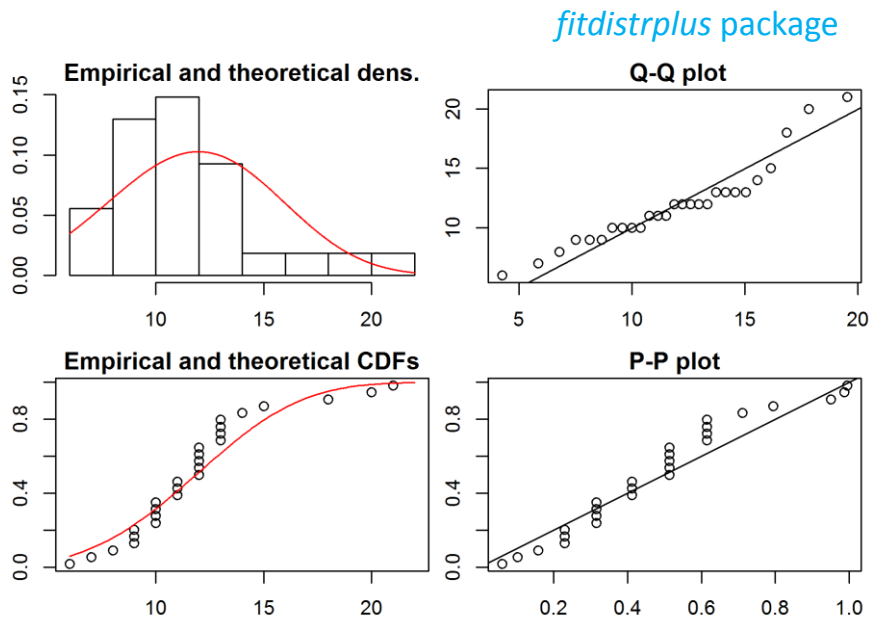 fitdistrplus package
Empirical and theoretical dens.
0.15
0.10
0.05
0.00
10 15 20
Q-Q plot
20
15
10
5 10 15 20
Empirical and theoretical CDFs
0.8
0.4
0.0
10 15 20
P-P plot
0.8
0.4
0.0
0.2 0.4 0.6 0.8 1.0